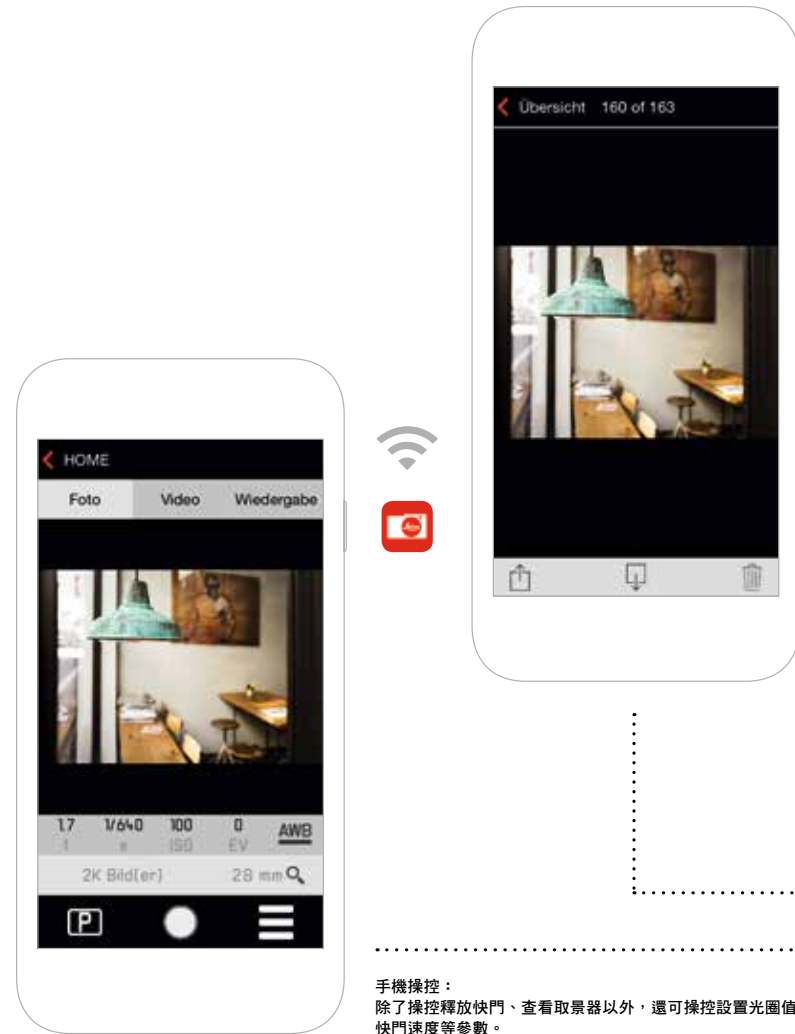 Übersicht 160 of 163
HOME
Foto Video Wiedergabe
1.7 1/640 100 0 AWB
f s ISO EV
2K Bild(er) 28 mm
P
手機操控：
除了操控釋放快門、查看取景器以外，還可操控設置光圈值
快門速度等參數。